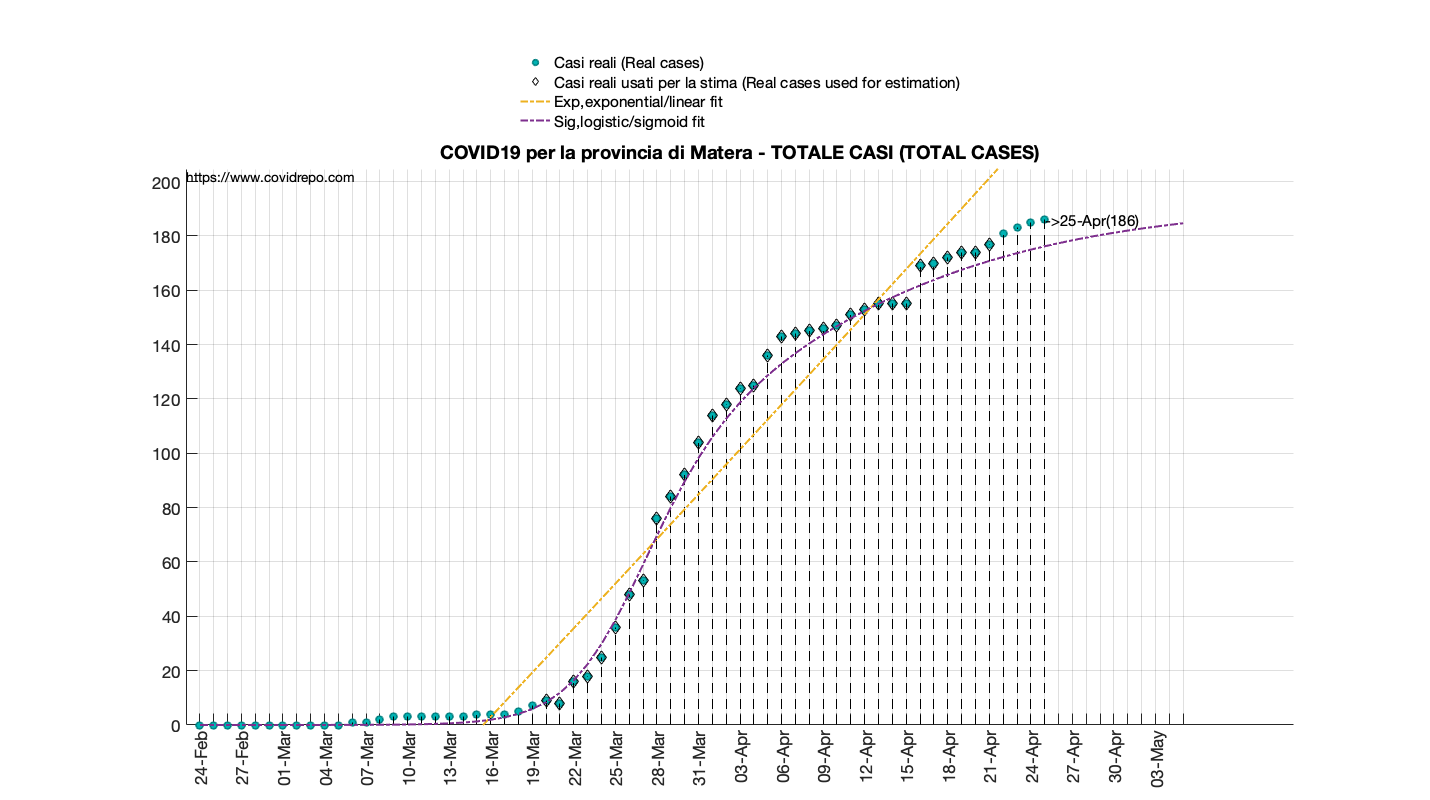 Casi reali (Real cases)
Casi reali usati per la stima (Real cases used for estimation)
Exp,exponential/linear fit
Sig,logistic/sigmoid fit
COVID19 per la provincia di Matera - TOTALE CASI (TOTAL CASES)
https://www.covidrepo.com
200
180
160
140
120
100
80
60
40
20
0
->25-Apr(186)
24-Feb
27-Feb
01-Mar
04-Mar
07-Mar
10-Mar
13-Mar
16-Mar
19-Mar
22-Mar
25-Mar
28-Mar
31-Mar
03-Apr
06-Apr
09-Apr
12-Apr
15-Apr
18-Apr
21-Apr
24-Apr
27-Apr
30-Apr
03-May